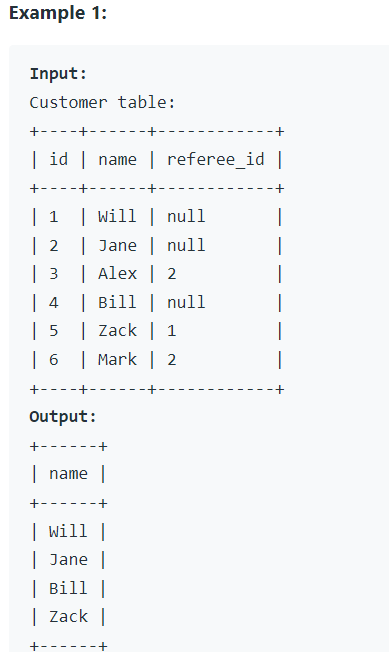 Example 1:
Input:
Customer table:
+----+------+------------+
| id | name | referee_id |
+----+------+------------+
| 1  | Will | null       |
| 2  | Jane | null       |
| 3  | Alex | 2          |
| 4  | Bill | null       |
| 5  | Zack | 1          |
| 6  | Mark | 2          |
+----+------+------------+
Output:
+------+
| name |
+------+
| Will |
| Jane |
| Bill |
| Zack |
+------+